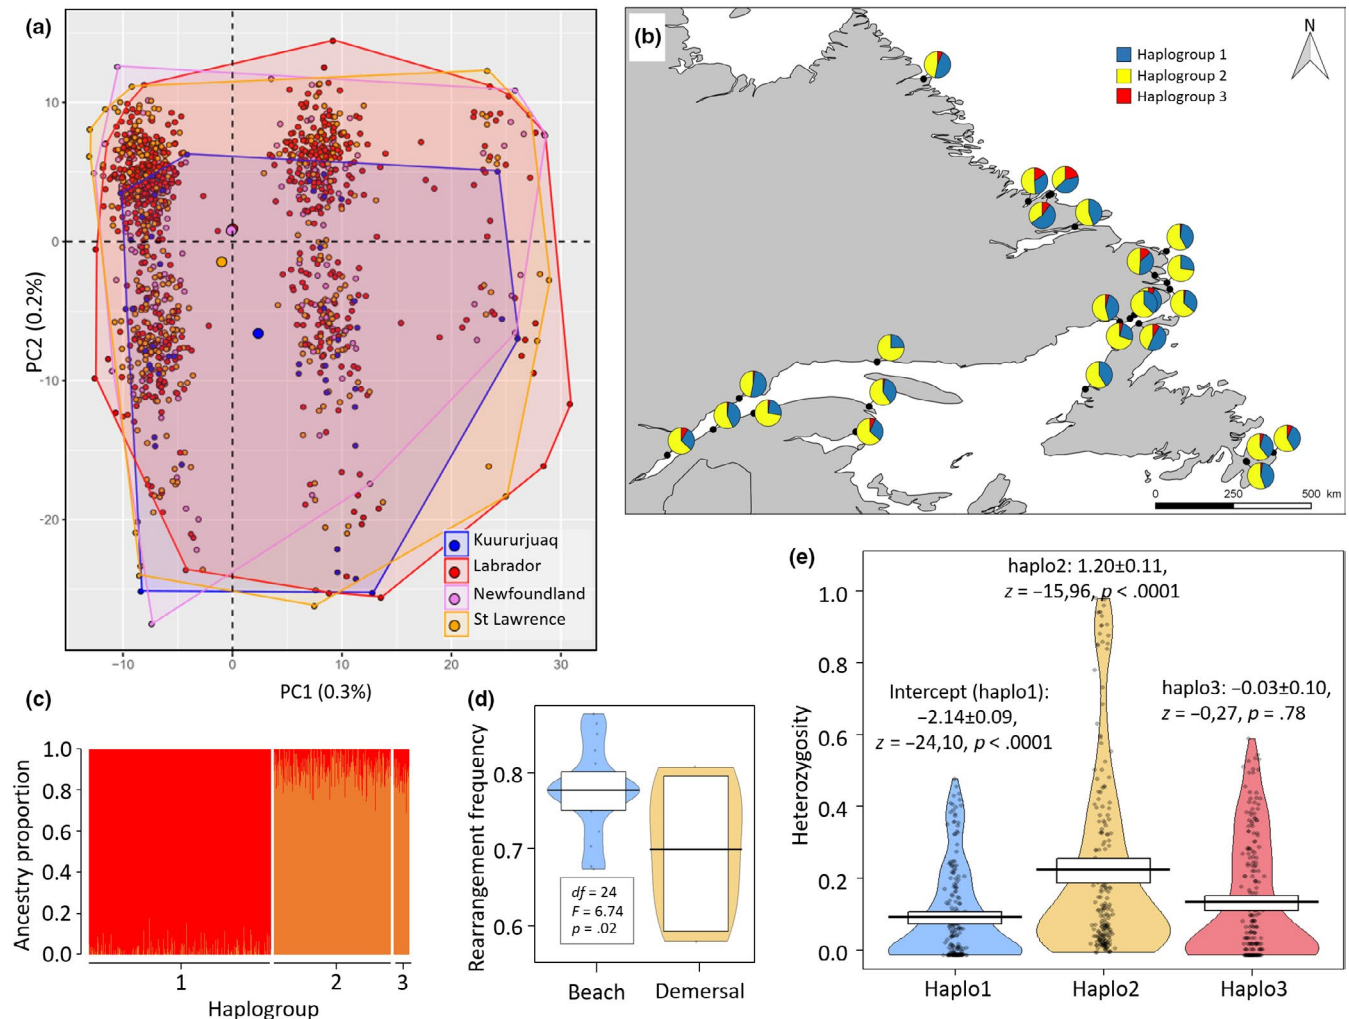 (a)
10
0
−10
−20
PC2 (0.2%)
−10 0 10 20 30
PC1 (0.3%)
Kuururjuaq
Labrador
Newfoundland
St Lawrence
(b)
Haplogroup 1
Haplogroup 2
Haplogroup 3
N
0 250 500 km
(c)
Ancestry proportion
1.0
0.8
0.6
0.4
0.2
0.0
1 2 3
Haplogroup
(d)
Rearrangement frequency
0.8
0.7
0.6
df = 24
F = 6.74
p = .02
Beach Demersal
(e)
Heterozygosity
1.0
0.8
0.6
0.4
0.2
0.0
haplo2: 1.20±0.11,
z = −15,96, p < .0001
Intercept (haplo1):
−2.14±0.09,
z = −24,10, p < .0001
haplo3: −0.03±0.10,
z = −0,27, p = .78
Haplo1 Haplo2 Haplo3